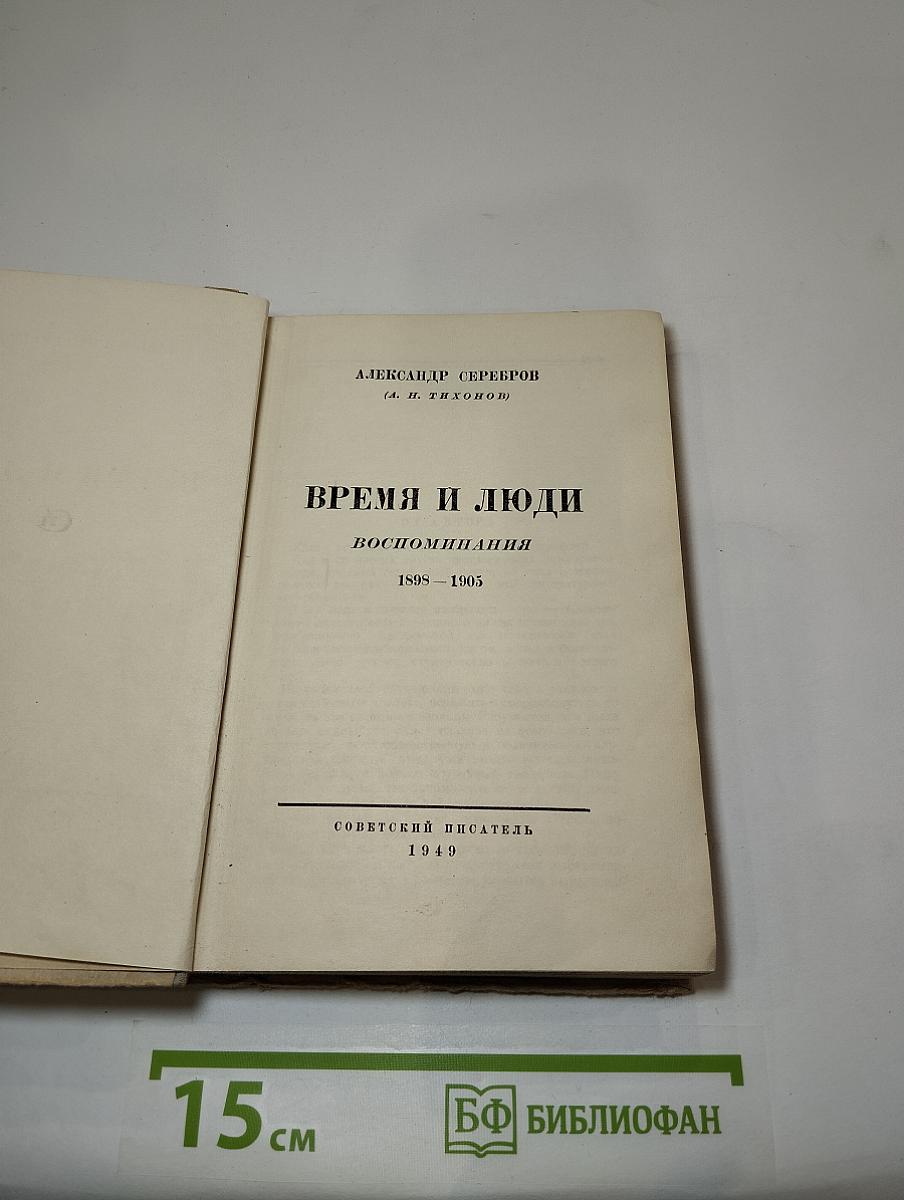 АЛЕКСАНДР СЕРЕБРОВ
(А. Н. ТИХОНОВ)
ВРЕМЯ И ЛЮДИ
ВОСПОМИНАНИЯ
1898—1905
СОВЕТСКИЙ ПИСАТЕЛЬ
1949
15 см
БФ БИБЛИОФАН